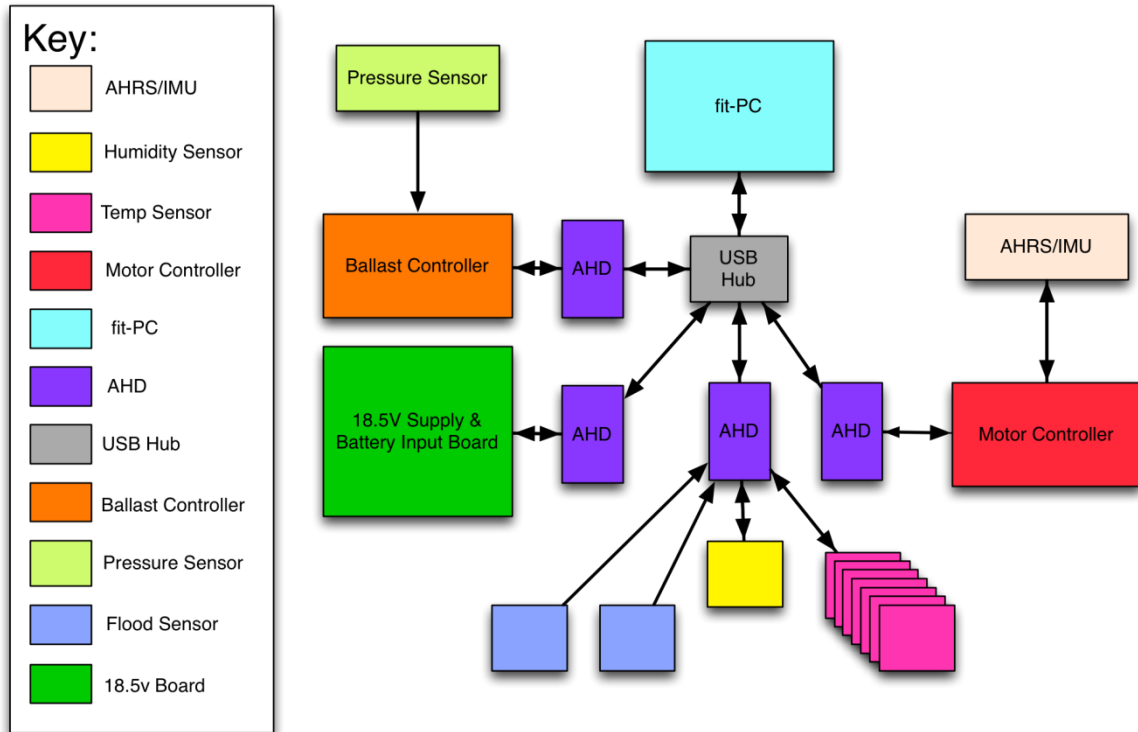 Key:
AHRS/IMU
Humidity Sensor
Temp Sensor
Motor Controller
fit-PC
AHD
USB Hub
Ballast Controller
Pressure Sensor
Flood Sensor
18.5v Board
Pressure Sensor
fit-PC
Ballast Controller
AHD
USB
Hub
AHRS/IMU
18.5V Supply &
Battery Input Board
AHD
AHD
AHD
Motor Controller